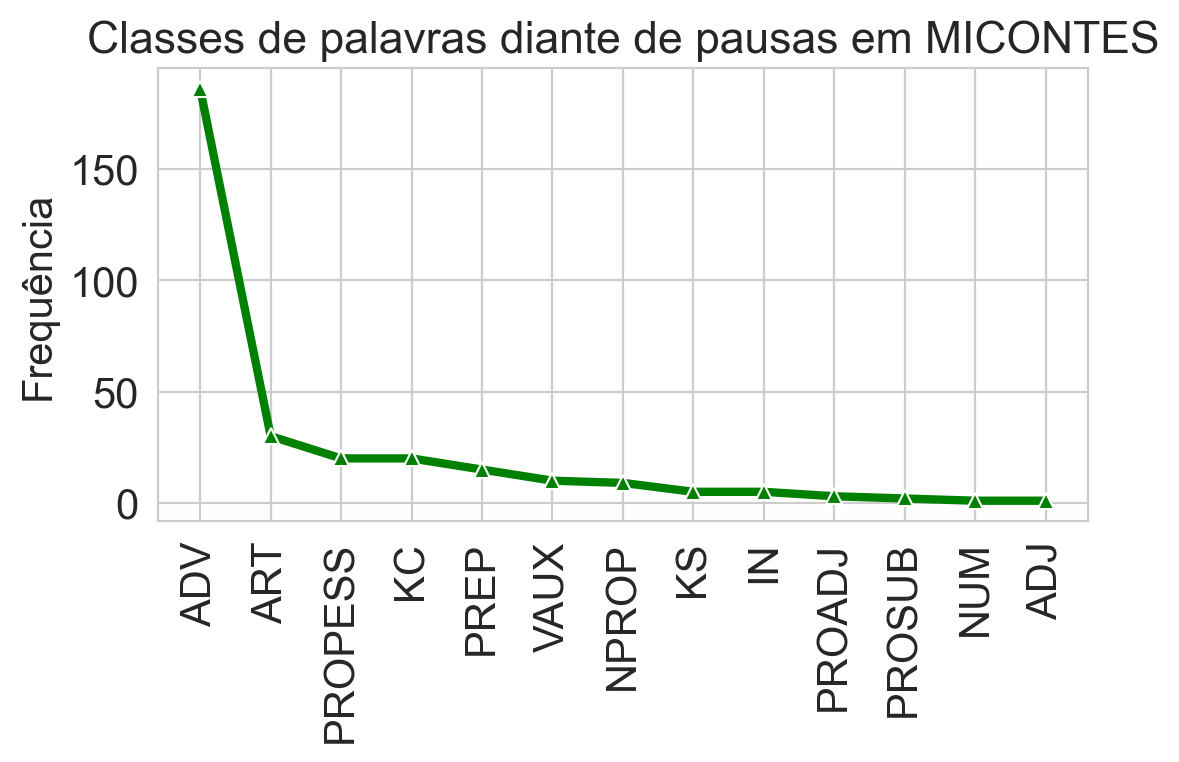 Classes de palavras diante de pausas em MICONTES
Frequência
150
100
50
0
ADV
ART
PROPESS
KC
PREP
VAUX
NPROP
KS
IN
PROADJ
PROSUB
NUM
ADJ